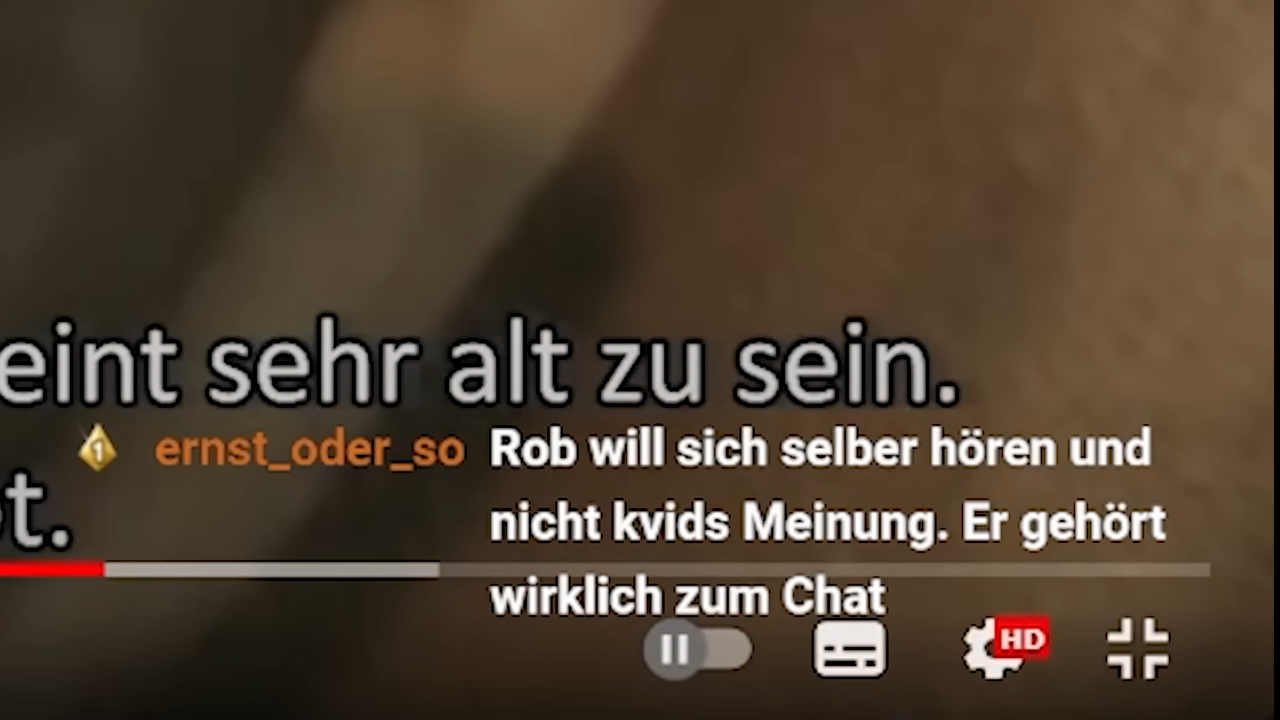 sehr alt zu sein.
1 ernst_oder_so Rob will sich selber hören und
nicht kvids Meinung. Er gehört
wirklich zum Chat
HD